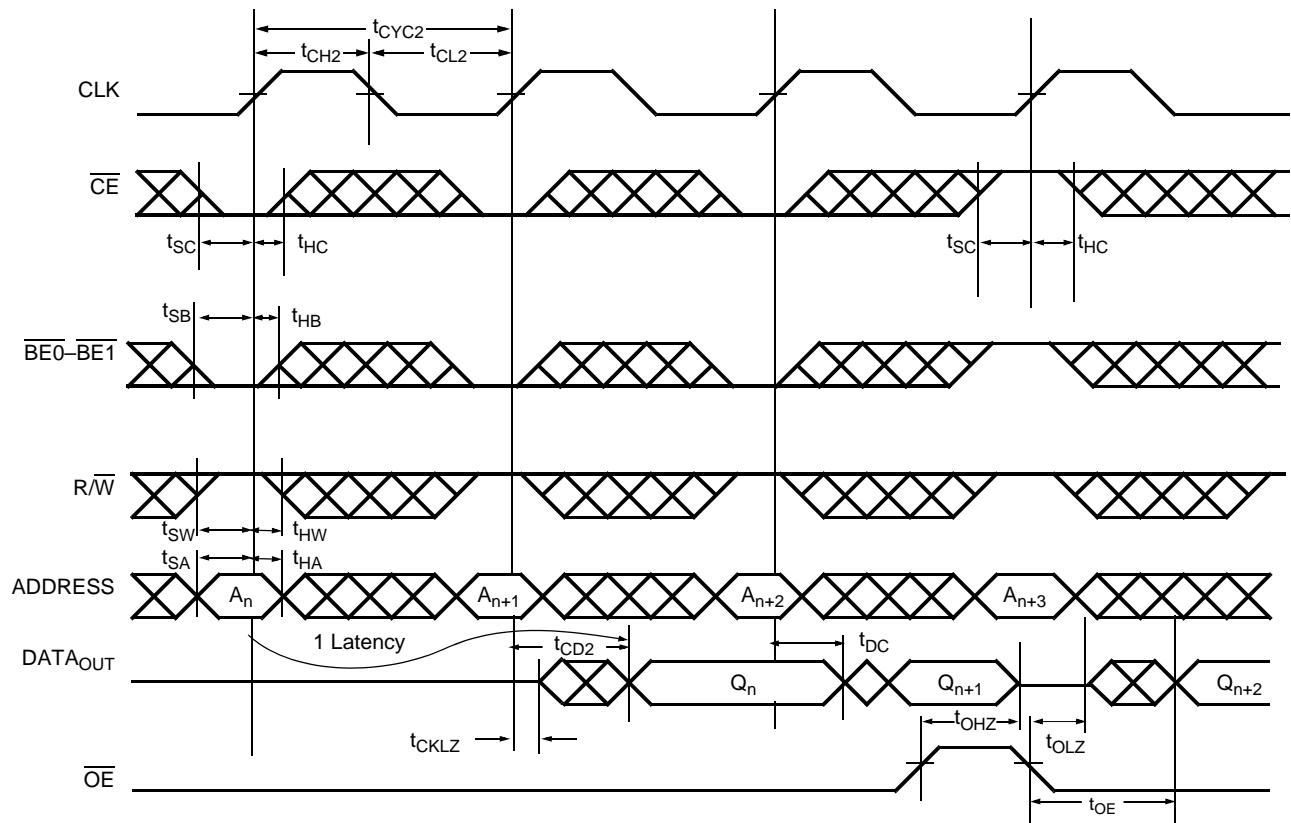 tCYC2
tCH2
tCL2
CLK
CE
tSC
tHC
tSC
tHC
tSB
tHB
BE0–BE1
R/W
tSW
tHW
tSA
tHA
ADDRESS
An
An+1
An+2
An+3
1 Latency
tCD2
tDC
DATAOUT
Qn
Qn+1
Qn+2
tOHZ
tCKLZ
tOLZ
OE
tOE